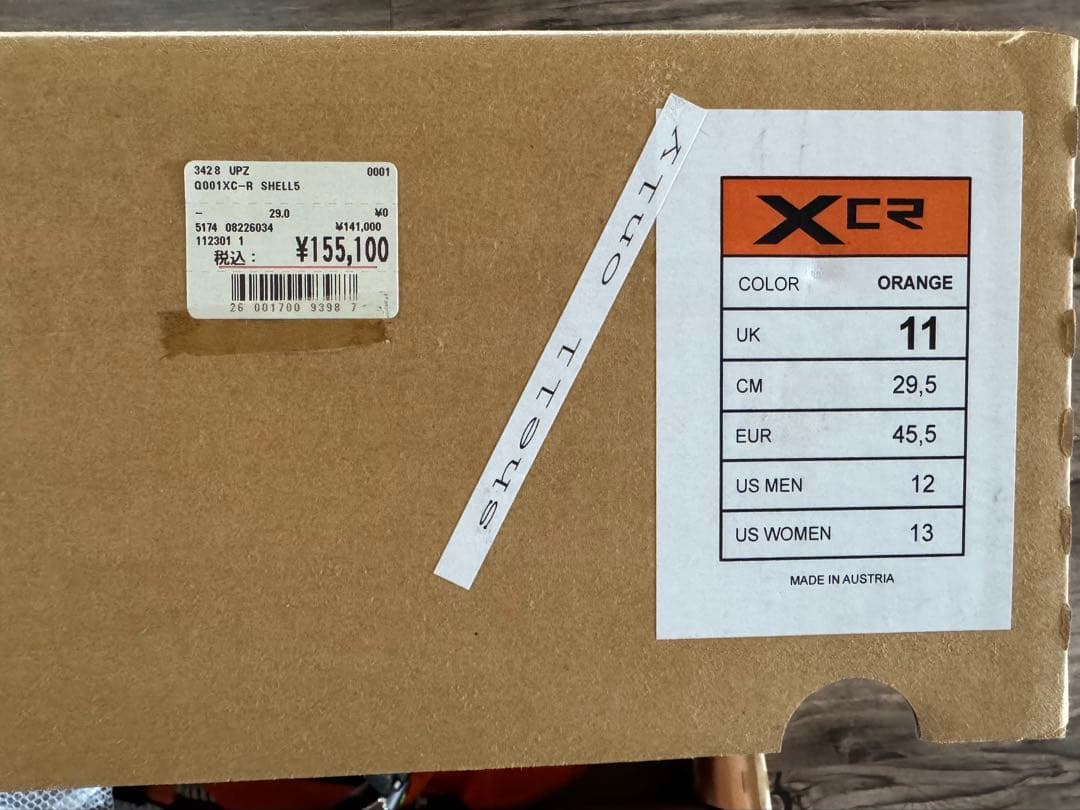 3428 UPZ 0001
Q001XC-R SHELL5
- 29.0 ¥0
5174 08226034 ¥141,000
112301 1
税込: ¥155,100
26 001700 9398 7
shell only
XCR
COLOR ORANGE
UK 11
CM 29,5
EUR 45,5
US MEN 12
US WOMEN 13
MADE IN AUSTRIA